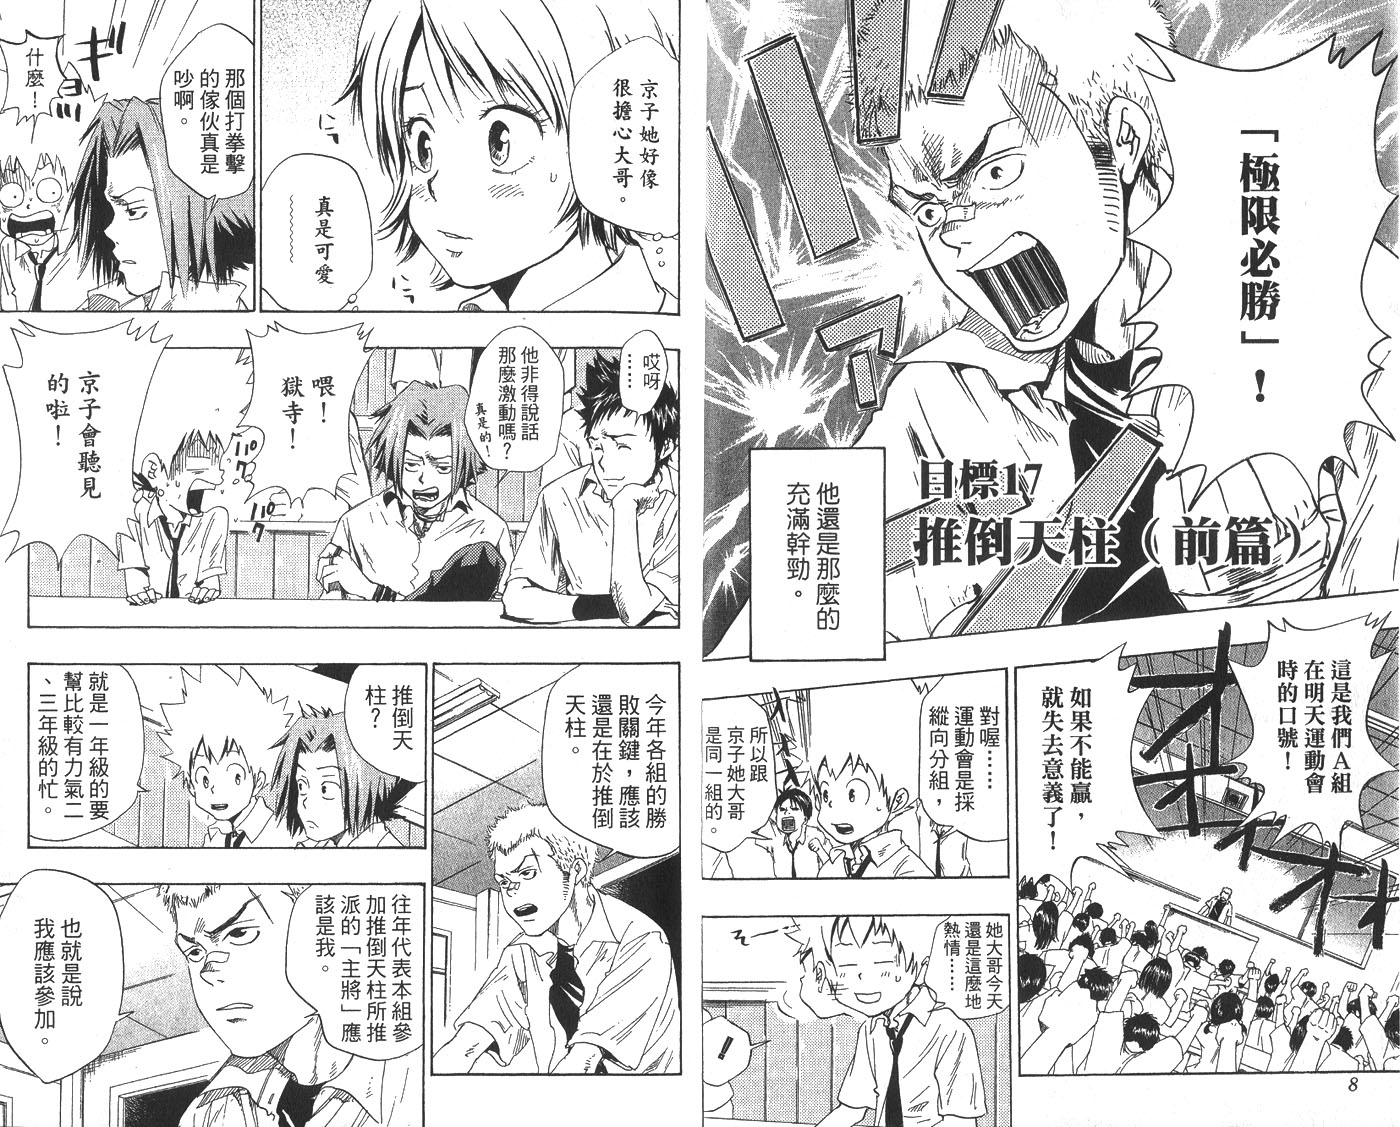 「極限必勝」！
目標17
推倒天柱（前篇）
他還是那麼的
充滿幹勁。
這是我們A組
在明天運動會
時的口號！
如果不能贏，
就失去意義了！
對喔……
運動會是採
縱向分組，
所以跟
京子她大哥
是同一組的。
她大哥今天
還是這麼地
熱情……
！
8
京子她好像
很擔心大哥。
真是可愛
那個打拳擊
的傢伙真是
吵啊。
什麼！
哎呀
……
他非得說話
那麼激動嗎？
真是的！
喂！
獄寺！
京子會聽見
的啦！
今年各組的勝
敗關鍵，應該
還是在於推倒
天柱。
推倒天
柱？
就是一年級的要
幫比較有力氣二
、三年級的忙。
往年代表本組參
加推倒天柱所推
派的「主將」應
該是我。
也就是說
我應該參加。